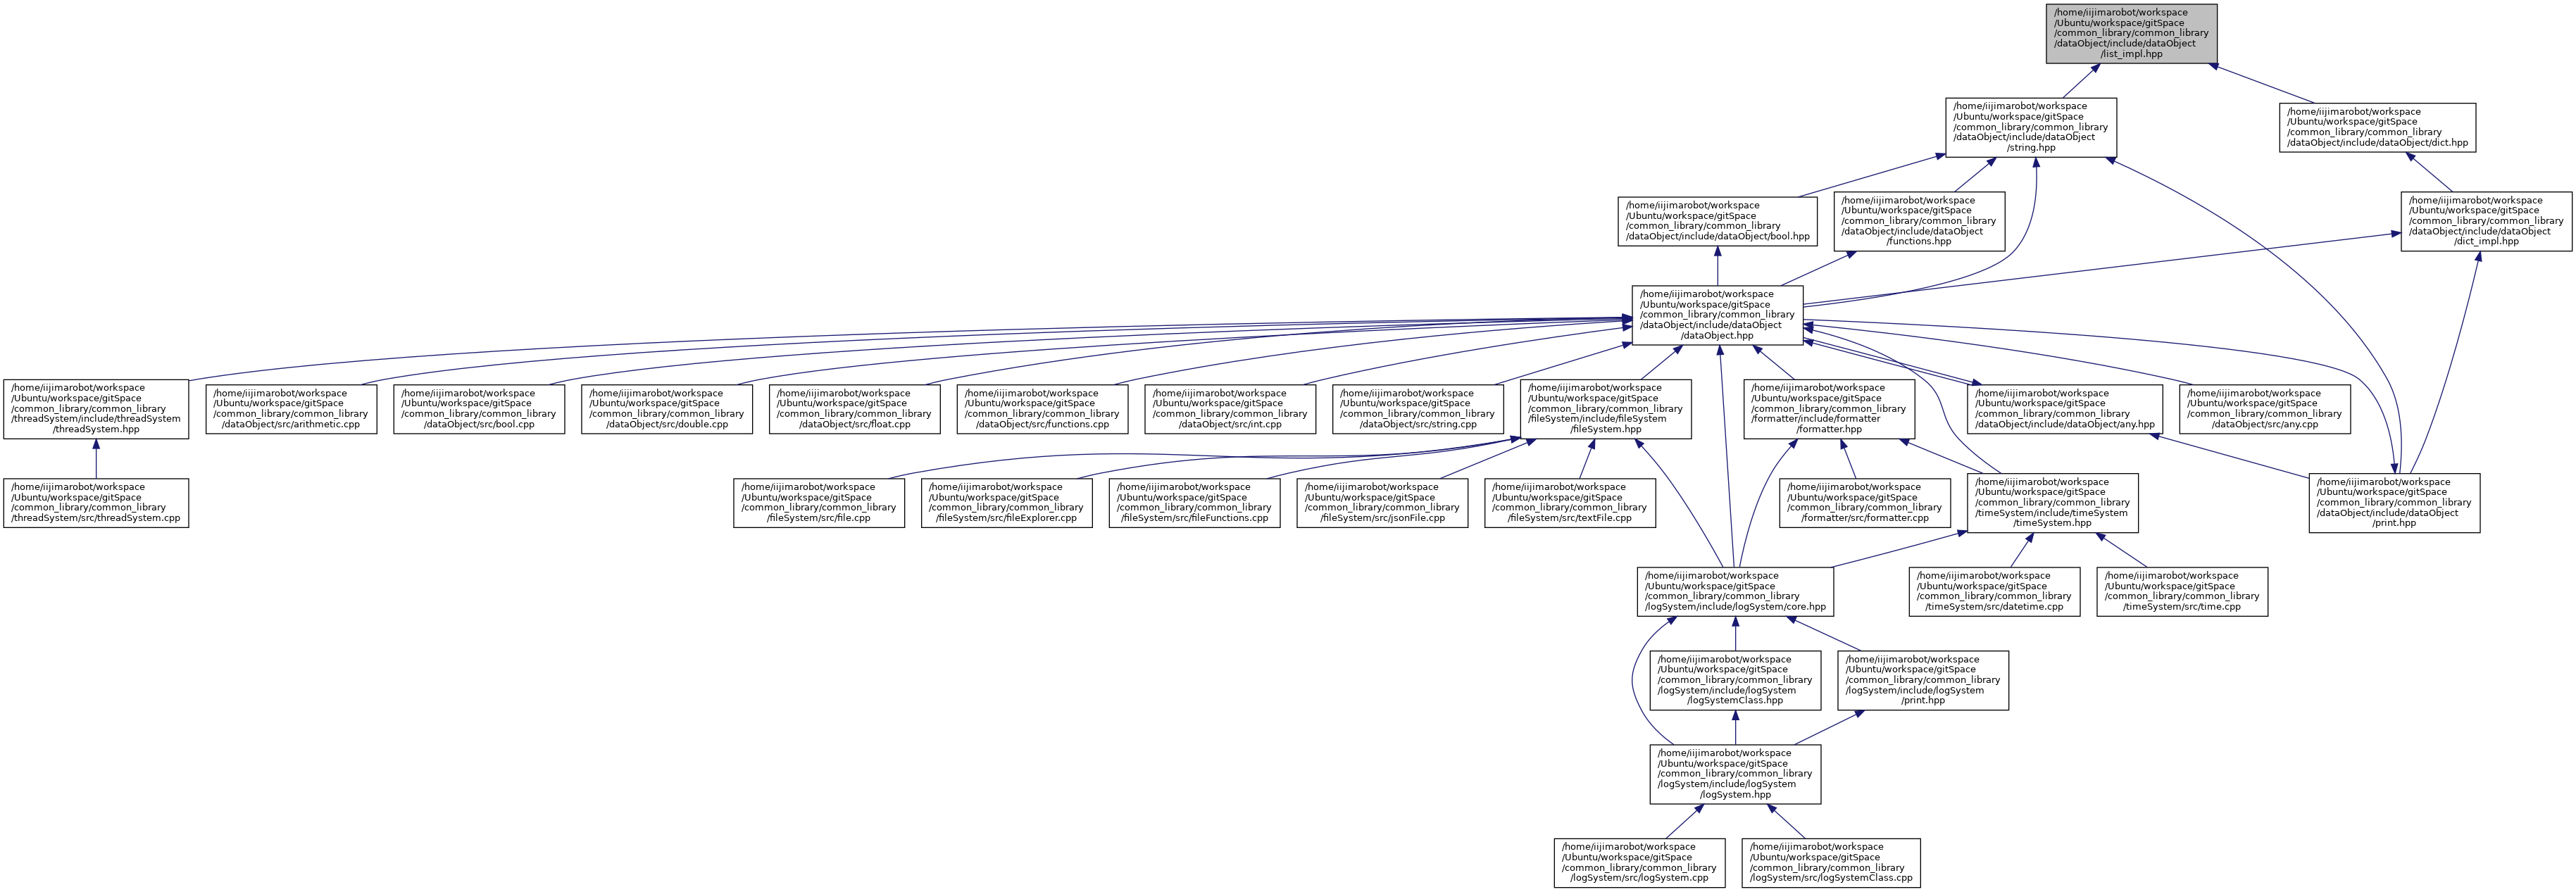 /home/iijimarobot/workspace
/Ubuntu/workspace/gitSpace
/common_library/common_library
/dataObject/include/dataObject
/list_impl.hpp
/home/iijimarobot/workspace
/Ubuntu/workspace/gitSpace
/common_library/common_library
/dataObject/include/dataObject
/string.hpp
/home/iijimarobot/workspace
/Ubuntu/workspace/gitSpace
/common_library/common_library
/dataObject/include/dataObject/dict.hpp
/home/iijimarobot/workspace
/Ubuntu/workspace/gitSpace
/common_library/common_library
/dataObject/include/dataObject/bool.hpp
/home/iijimarobot/workspace
/Ubuntu/workspace/gitSpace
/common_library/common_library
/dataObject/include/dataObject
/functions.hpp
/home/iijimarobot/workspace
/Ubuntu/workspace/gitSpace
/common_library/common_library
/dataObject/include/dataObject
/dict_impl.hpp
/home/iijimarobot/workspace
/Ubuntu/workspace/gitSpace
/common_library/common_library
/dataObject/include/dataObject
/dataObject.hpp
/home/iijimarobot/workspace
/Ubuntu/workspace/gitSpace
/common_library/common_library
/threadSystem/include/threadSystem
/threadSystem.hpp
/home/iijimarobot/workspace
/Ubuntu/workspace/gitSpace
/common_library/common_library
/dataObject/src/arithmetic.cpp
/home/iijimarobot/workspace
/Ubuntu/workspace/gitSpace
/common_library/common_library
/dataObject/src/bool.cpp
/home/iijimarobot/workspace
/Ubuntu/workspace/gitSpace
/common_library/common_library
/dataObject/src/double.cpp
/home/iijimarobot/workspace
/Ubuntu/workspace/gitSpace
/common_library/common_library
/dataObject/src/float.cpp
/home/iijimarobot/workspace
/Ubuntu/workspace/gitSpace
/common_library/common_library
/dataObject/src/functions.cpp
/home/iijimarobot/workspace
/Ubuntu/workspace/gitSpace
/common_library/common_library
/dataObject/src/int.cpp
/home/iijimarobot/workspace
/Ubuntu/workspace/gitSpace
/common_library/common_library
/dataObject/src/string.cpp
/home/iijimarobot/workspace
/Ubuntu/workspace/gitSpace
/common_library/common_library
/fileSystem/include/fileSystem
/fileSystem.hpp
/home/iijimarobot/workspace
/Ubuntu/workspace/gitSpace
/common_library/common_library
/formatter/include/formatter
/formatter.hpp
/home/iijimarobot/workspace
/Ubuntu/workspace/gitSpace
/common_library/common_library
/dataObject/include/dataObject/any.hpp
/home/iijimarobot/workspace
/Ubuntu/workspace/gitSpace
/common_library/common_library
/dataObject/src/any.cpp
/home/iijimarobot/workspace
/Ubuntu/workspace/gitSpace
/common_library/common_library
/threadSystem/src/threadSystem.cpp
/home/iijimarobot/workspace
/Ubuntu/workspace/gitSpace
/common_library/common_library
/fileSystem/src/file.cpp
/home/iijimarobot/workspace
/Ubuntu/workspace/gitSpace
/common_library/common_library
/fileSystem/src/fileExplorer.cpp
/home/iijimarobot/workspace
/Ubuntu/workspace/gitSpace
/common_library/common_library
/fileSystem/src/fileFunctions.cpp
/home/iijimarobot/workspace
/Ubuntu/workspace/gitSpace
/common_library/common_library
/fileSystem/src/jsonFile.cpp
/home/iijimarobot/workspace
/Ubuntu/workspace/gitSpace
/common_library/common_library
/fileSystem/src/textFile.cpp
/home/iijimarobot/workspace
/Ubuntu/workspace/gitSpace
/common_library/common_library
/formatter/src/formatter.cpp
/home/iijimarobot/workspace
/Ubuntu/workspace/gitSpace
/common_library/common_library
/timeSystem/include/timeSystem
/timeSystem.hpp
/home/iijimarobot/workspace
/Ubuntu/workspace/gitSpace
/common_library/common_library
/dataObject/include/dataObject
/print.hpp
/home/iijimarobot/workspace
/Ubuntu/workspace/gitSpace
/common_library/common_library
/logSystem/include/logSystem/core.hpp
/home/iijimarobot/workspace
/Ubuntu/workspace/gitSpace
/common_library/common_library
/timeSystem/src/datetime.cpp
/home/iijimarobot/workspace
/Ubuntu/workspace/gitSpace
/common_library/common_library
/timeSystem/src/time.cpp
/home/iijimarobot/workspace
/Ubuntu/workspace/gitSpace
/common_library/common_library
/logSystem/include/logSystem
/logSystemClass.hpp
/home/iijimarobot/workspace
/Ubuntu/workspace/gitSpace
/common_library/common_library
/logSystem/include/logSystem
/print.hpp
/home/iijimarobot/workspace
/Ubuntu/workspace/gitSpace
/common_library/common_library
/logSystem/include/logSystem
/logSystem.hpp
/home/iijimarobot/workspace
/Ubuntu/workspace/gitSpace
/common_library/common_library
/logSystem/src/logSystem.cpp
/home/iijimarobot/workspace
/Ubuntu/workspace/gitSpace
/common_library/common_library
/logSystem/src/logSystemClass.cpp